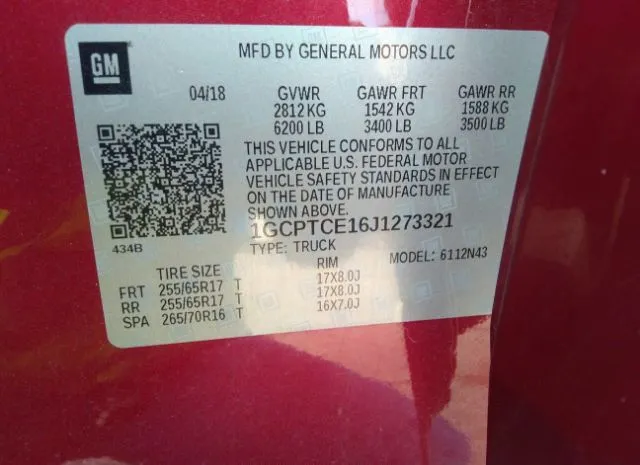 GM
MFD BY GENERAL MOTORS LLC
04/18 GVWR GAWR FRT GAWR RR
2812 KG 1542 KG 1588 KG
6200 LB 3400 LB 3500 LB
THIS VEHICLE CONFORMS TO ALL
APPLICABLE U.S. FEDERAL MOTOR
VEHICLE SAFETY STANDARDS IN EFFECT
ON THE DATE OF MANUFACTURE
SHOWN ABOVE.
434B
1GCPTCE16J1273321
TYPE: TRUCK MODEL: 6112N43
TIRE SIZE RIM
FRT 255/65R17 T 17X8.0J
RR 255/65R17 T 17X8.0J
SPA 265/70R16 T 16X7.0J